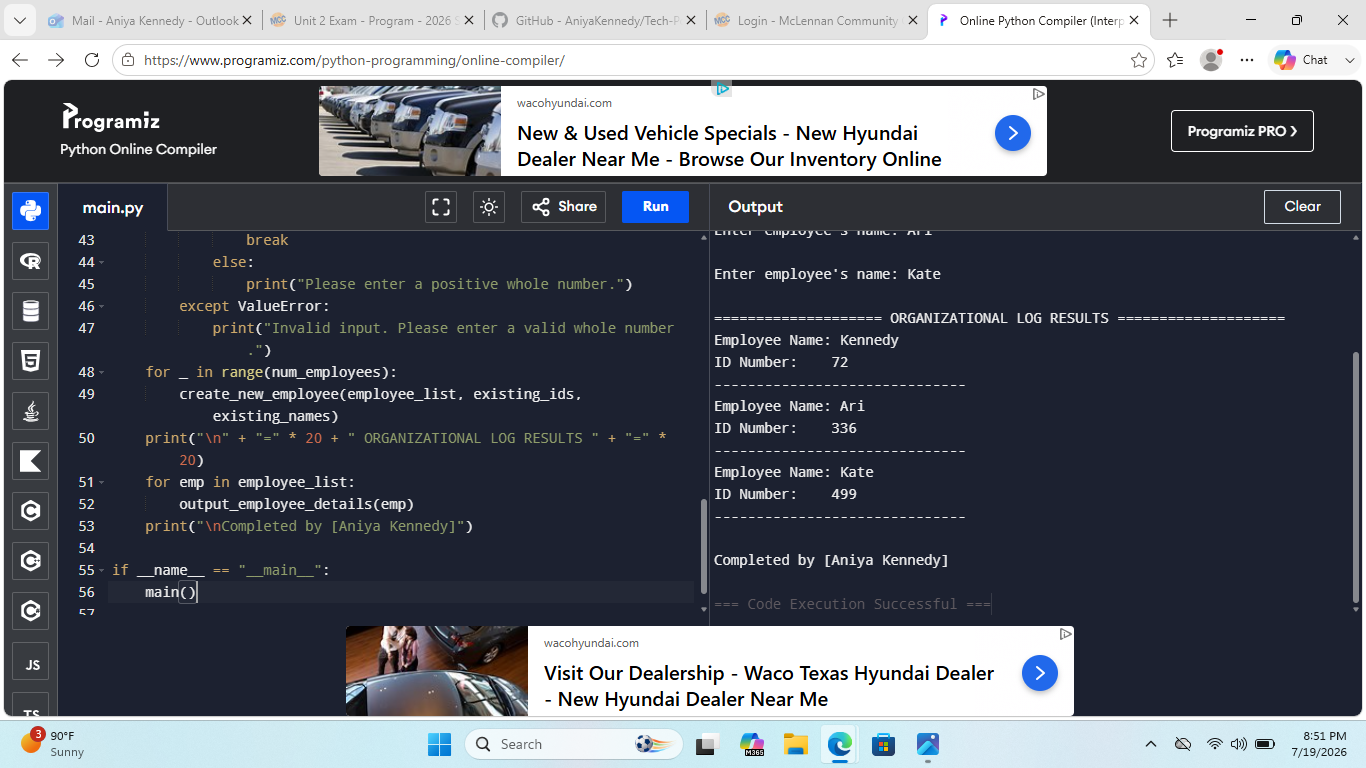 Mail - Aniya Kennedy - Outlook
Unit 2 Exam - Program - 2026 S
GitHub - AniyaKennedy/Tech-P
Login - McLennan Community C
Online Python Compiler (Interp
https://www.programiz.com/python-programming/online-compiler/
Chat
Programiz
Python Online Compiler
wacohyundai.com
New & Used Vehicle Specials - New Hyundai
Dealer Near Me - Browse Our Inventory Online
Programiz PRO
main.py
Share
Run
Output
Clear
43 break
44 else:
45 print("Please enter a positive whole number.")
46 except ValueError:
47 print("Invalid input. Please enter a valid whole number
.")
48 for _ in range(num_employees):
49 create_new_employee(employee_list, existing_ids,
existing_names)
50 print("\n" + "=" * 20 + " ORGANIZATIONAL LOG RESULTS " + "=" *
20)
51 for emp in employee_list:
52 output_employee_details(emp)
53 print("\nCompleted by [Aniya Kennedy]")
54
55 if __name__ == "__main__":
56 main()
57
Enter employee's name: Ari
Enter employee's name: Kate
==================== ORGANIZATIONAL LOG RESULTS ====================
Employee Name: Kennedy
ID Number: 72
------------------------------
Employee Name: Ari
ID Number: 336
------------------------------
Employee Name: Kate
ID Number: 499
------------------------------
Completed by [Aniya Kennedy]
=== Code Execution Successful ===
JS
TS
wacohyundai.com
Visit Our Dealership - Waco Texas Hyundai Dealer
- New Hyundai Dealer Near Me
3
90°F
Sunny
Search
M365
8:51 PM
7/19/2026